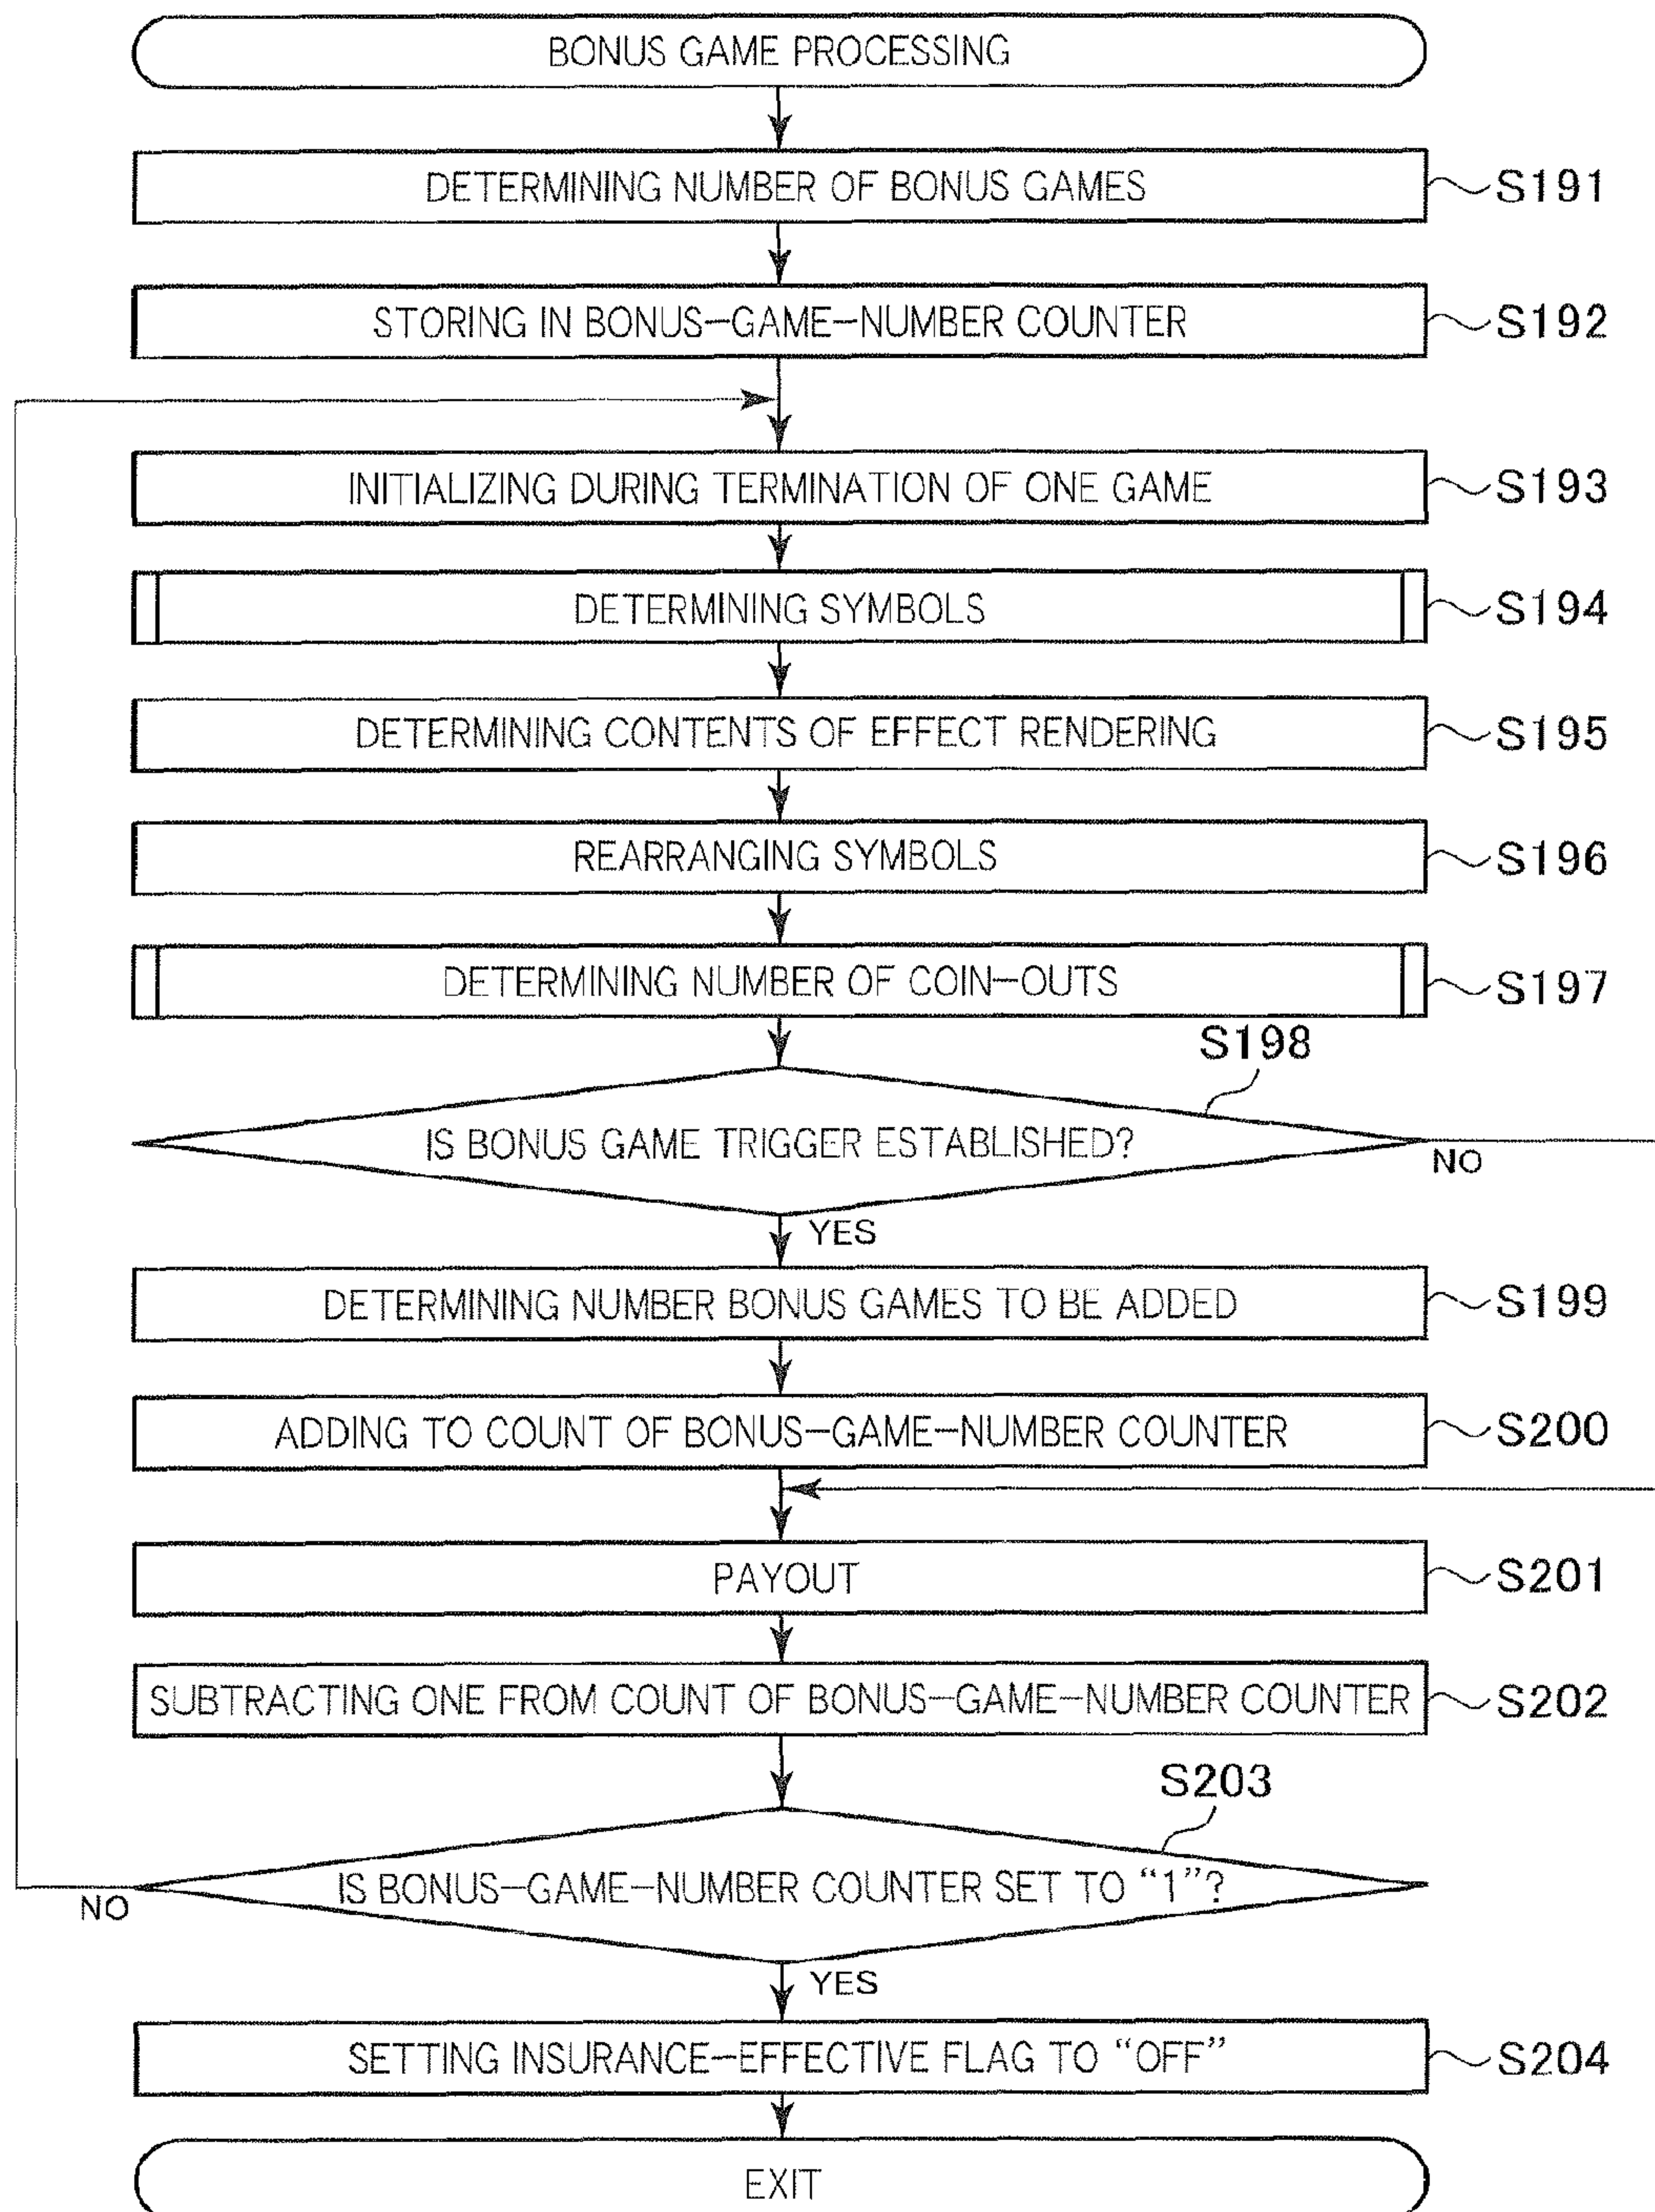 BONUS GAME PROCESSING
DETERMINING NUMBER OF BONUS GAMES
S191
STORING IN BONUS-GAME-NUMBER COUNTER
S192
INITIALIZING DURING TERMINATION OF ONE GAME
S193
DETERMINING SYMBOLS
S194
DETERMINING CONTENTS OF EFFECT RENDERING
S195
REARRANGING SYMBOLS
S196
DETERMINING NUMBER OF COIN-OUTS
S197
S198
IS BONUS GAME TRIGGER ESTABLISHED?
NO
YES
DETERMINING NUMBER BONUS GAMES TO BE ADDED
S199
ADDING TO COUNT OF BONUS-GAME-NUMBER COUNTER
S200
PAYOUT
S201
SUBTRACTING ONE FROM COUNT OF BONUS-GAME-NUMBER COUNTER
S202
S203
IS BONUS-GAME-NUMBER COUNTER SET TO “1”?
NO
YES
SETTING INSURANCE-EFFECTIVE FLAG TO “OFF”
S204
EXIT